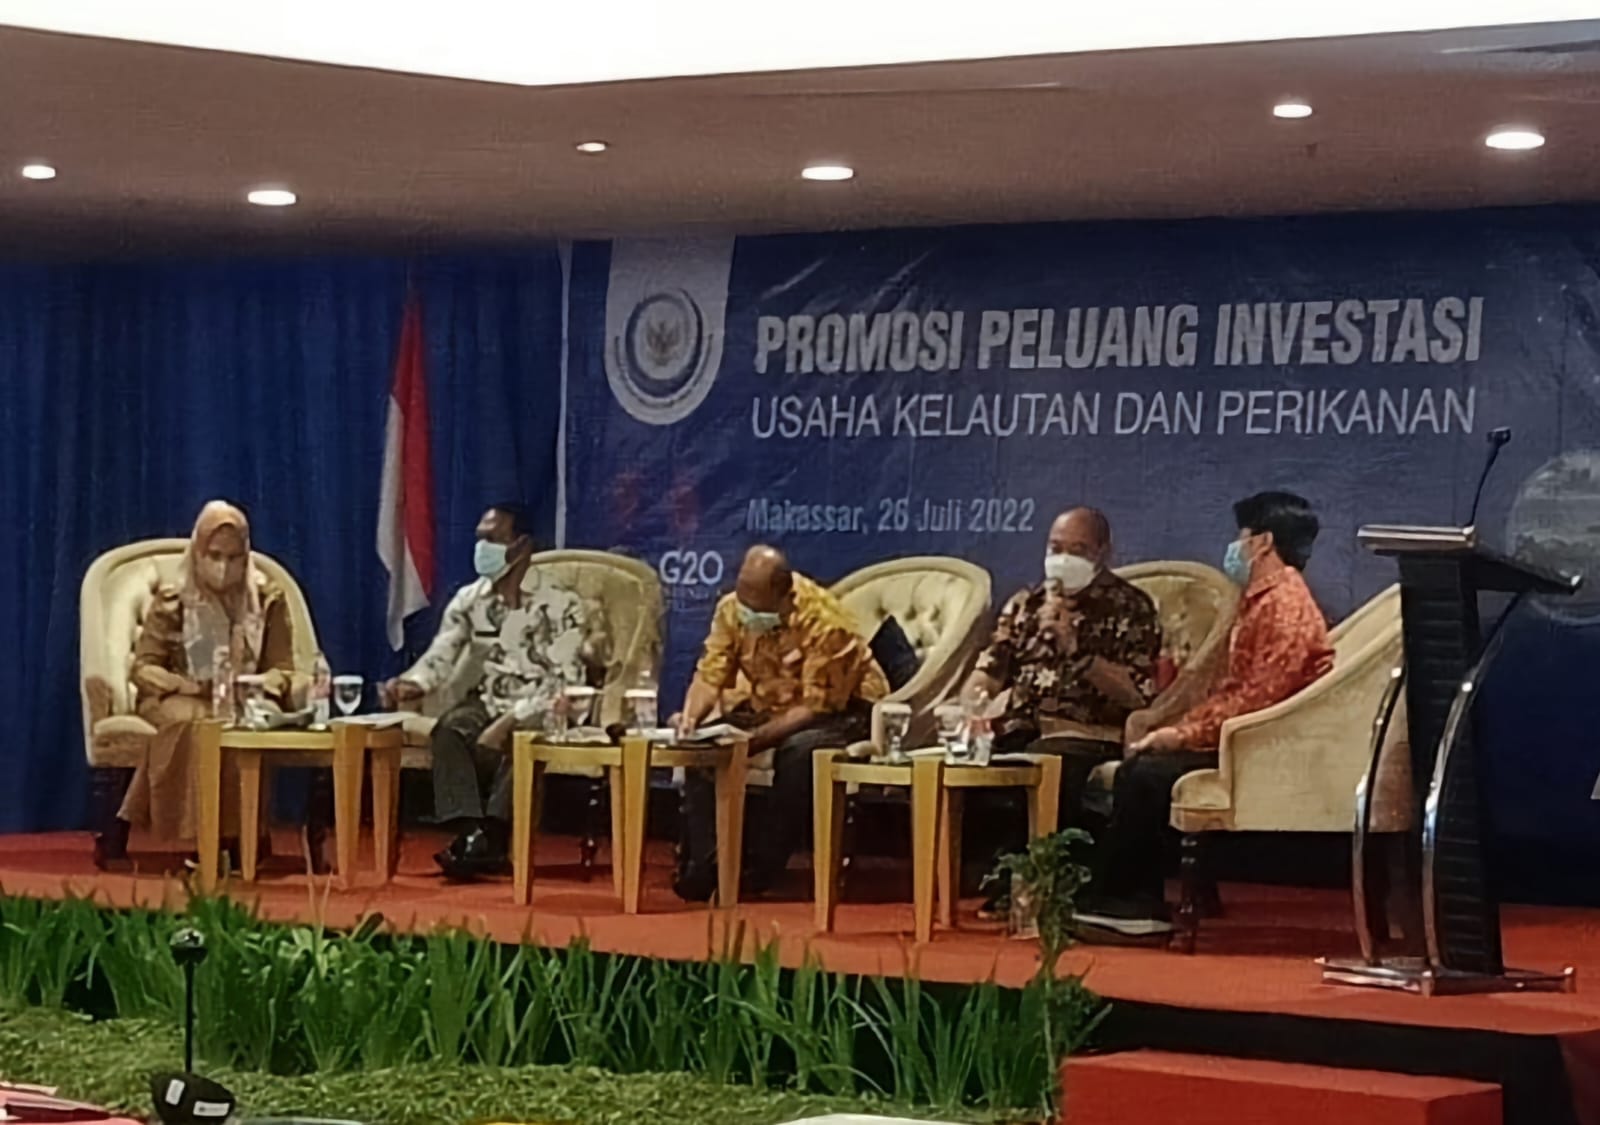 PROMOSI PELUANG INVESTASI
USAHA KELAUTAN DAN PERIKANAN
Makassar, 26 Juli 2022
G20